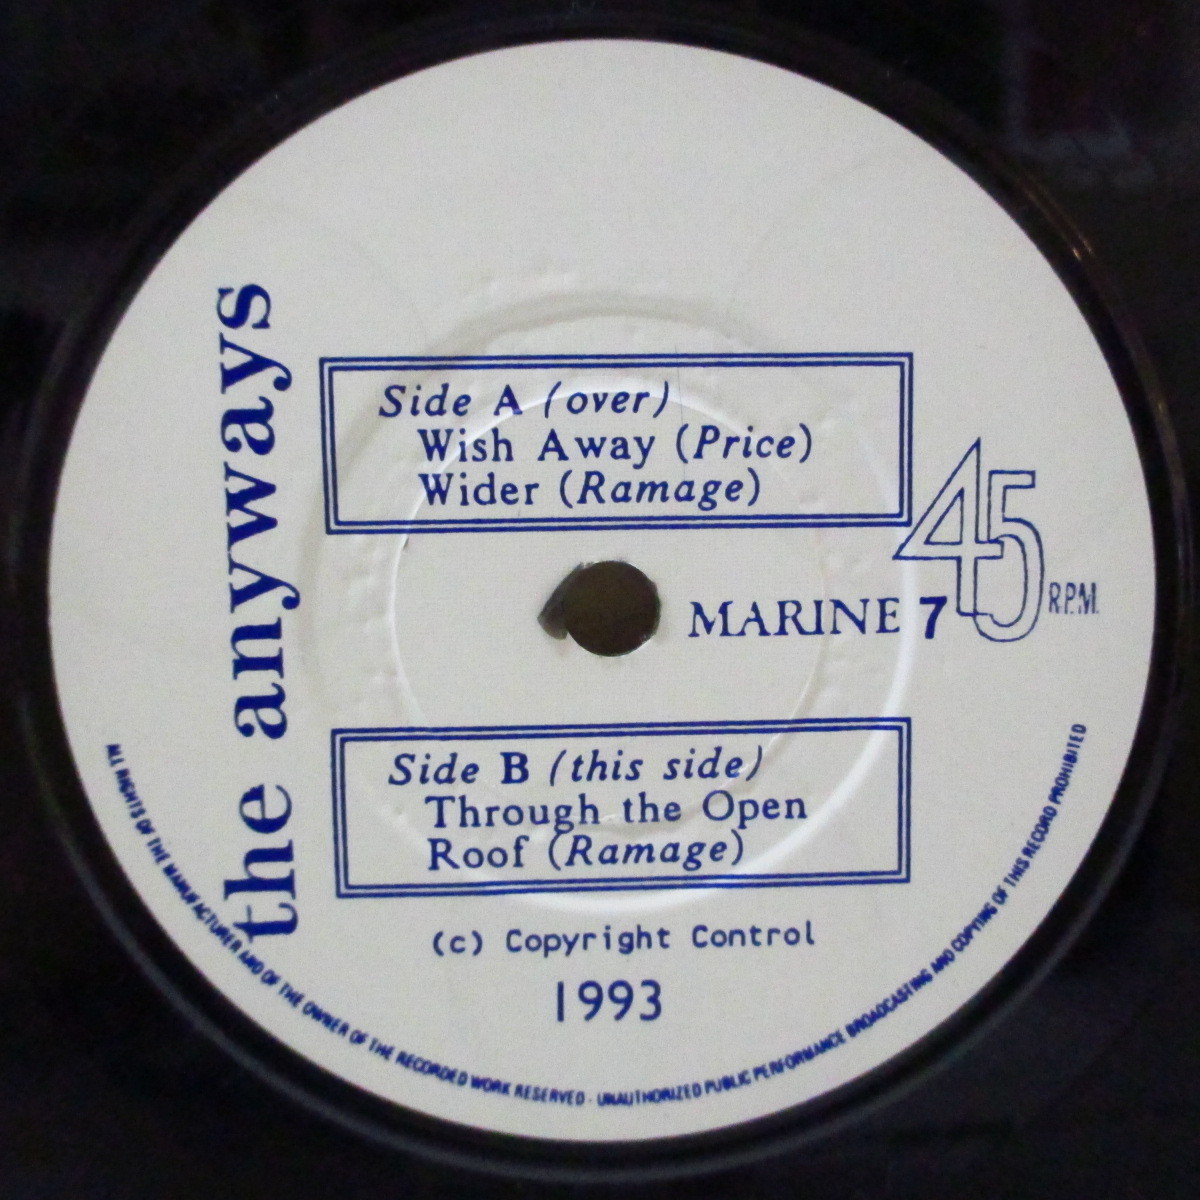 the anyways
Side A (over)
Wish Away (Price)
Wider (Ramage)
45
R.P.M.
MARINE 7
Side B (this side)
Through the Open
Roof (Ramage)
(c) Copyright Control
1993
ALL RIGHTS OF THE MANUFACTURER AND OF THE OWNER OF THE RECORDED WORK RESERVED · UNAUTHORIZED PUBLIC PERFORMANCE BROADCASTING AND COPYING OF THIS RECORD PROHIBITED